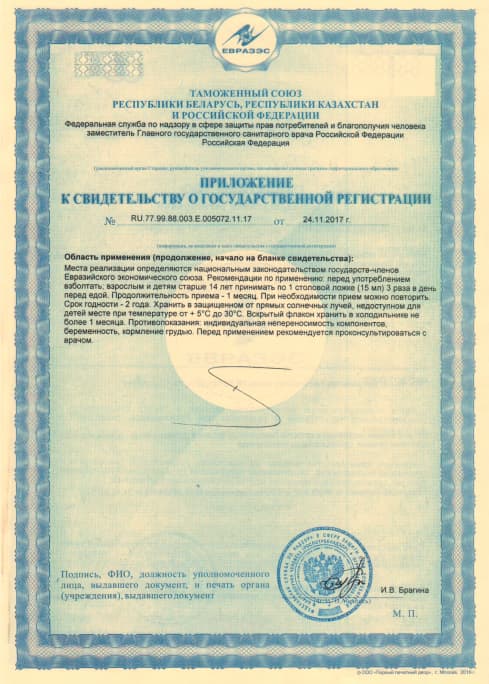 ЕВРАЗЭС
ТАМОЖЕННЫЙ СОЮЗ
РЕСПУБЛИКИ БЕЛАРУСЬ, РЕСПУБЛИКИ КАЗАХСТАН
И РОССИЙСКОЙ ФЕДЕРАЦИИ
Федеральная служба по надзору в сфере защиты прав потребителей и благополучия человека
заместитель Главного государственного санитарного врача Российской Федерации
Российская Федерация
ПРИЛОЖЕНИЕ
К СВИДЕТЕЛЬСТВУ О ГОСУДАРСТВЕННОЙ РЕГИСТРАЦИИ
№ RU.77.99.88.003.Е.005072.11.17 от 24.11.2017 г.
Область применения (продолжение, начало на бланке свидетельства):
Места реализации определяются национальным законодательством государств-членов
Евразийского экономического союза. Рекомендации по применению: перед употреблением
взболтать; взрослым и детям старше 14 лет принимать по 1 столовой ложке (15 мл) 3 раза в день
перед едой. Продолжительность приема - 1 месяц. При необходимости прием можно повторить.
Срок годности - 2 года. Хранить в защищенном от прямых солнечных лучей, недоступном для
детей месте при температуре от + 5°С до 30°С. Вскрытый флакон хранить в холодильнике не
более 1 месяца. Противопоказания: индивидуальная непереносимость компонентов,
беременность, кормление грудью. Перед применением рекомендуется проконсультироваться с
врачом.
Подпись, ФИО, должность уполномоченного
лица, выдавшего документ, и печать органа
(учреждения), выдавшего документ
И.В. Брагина
М. П.